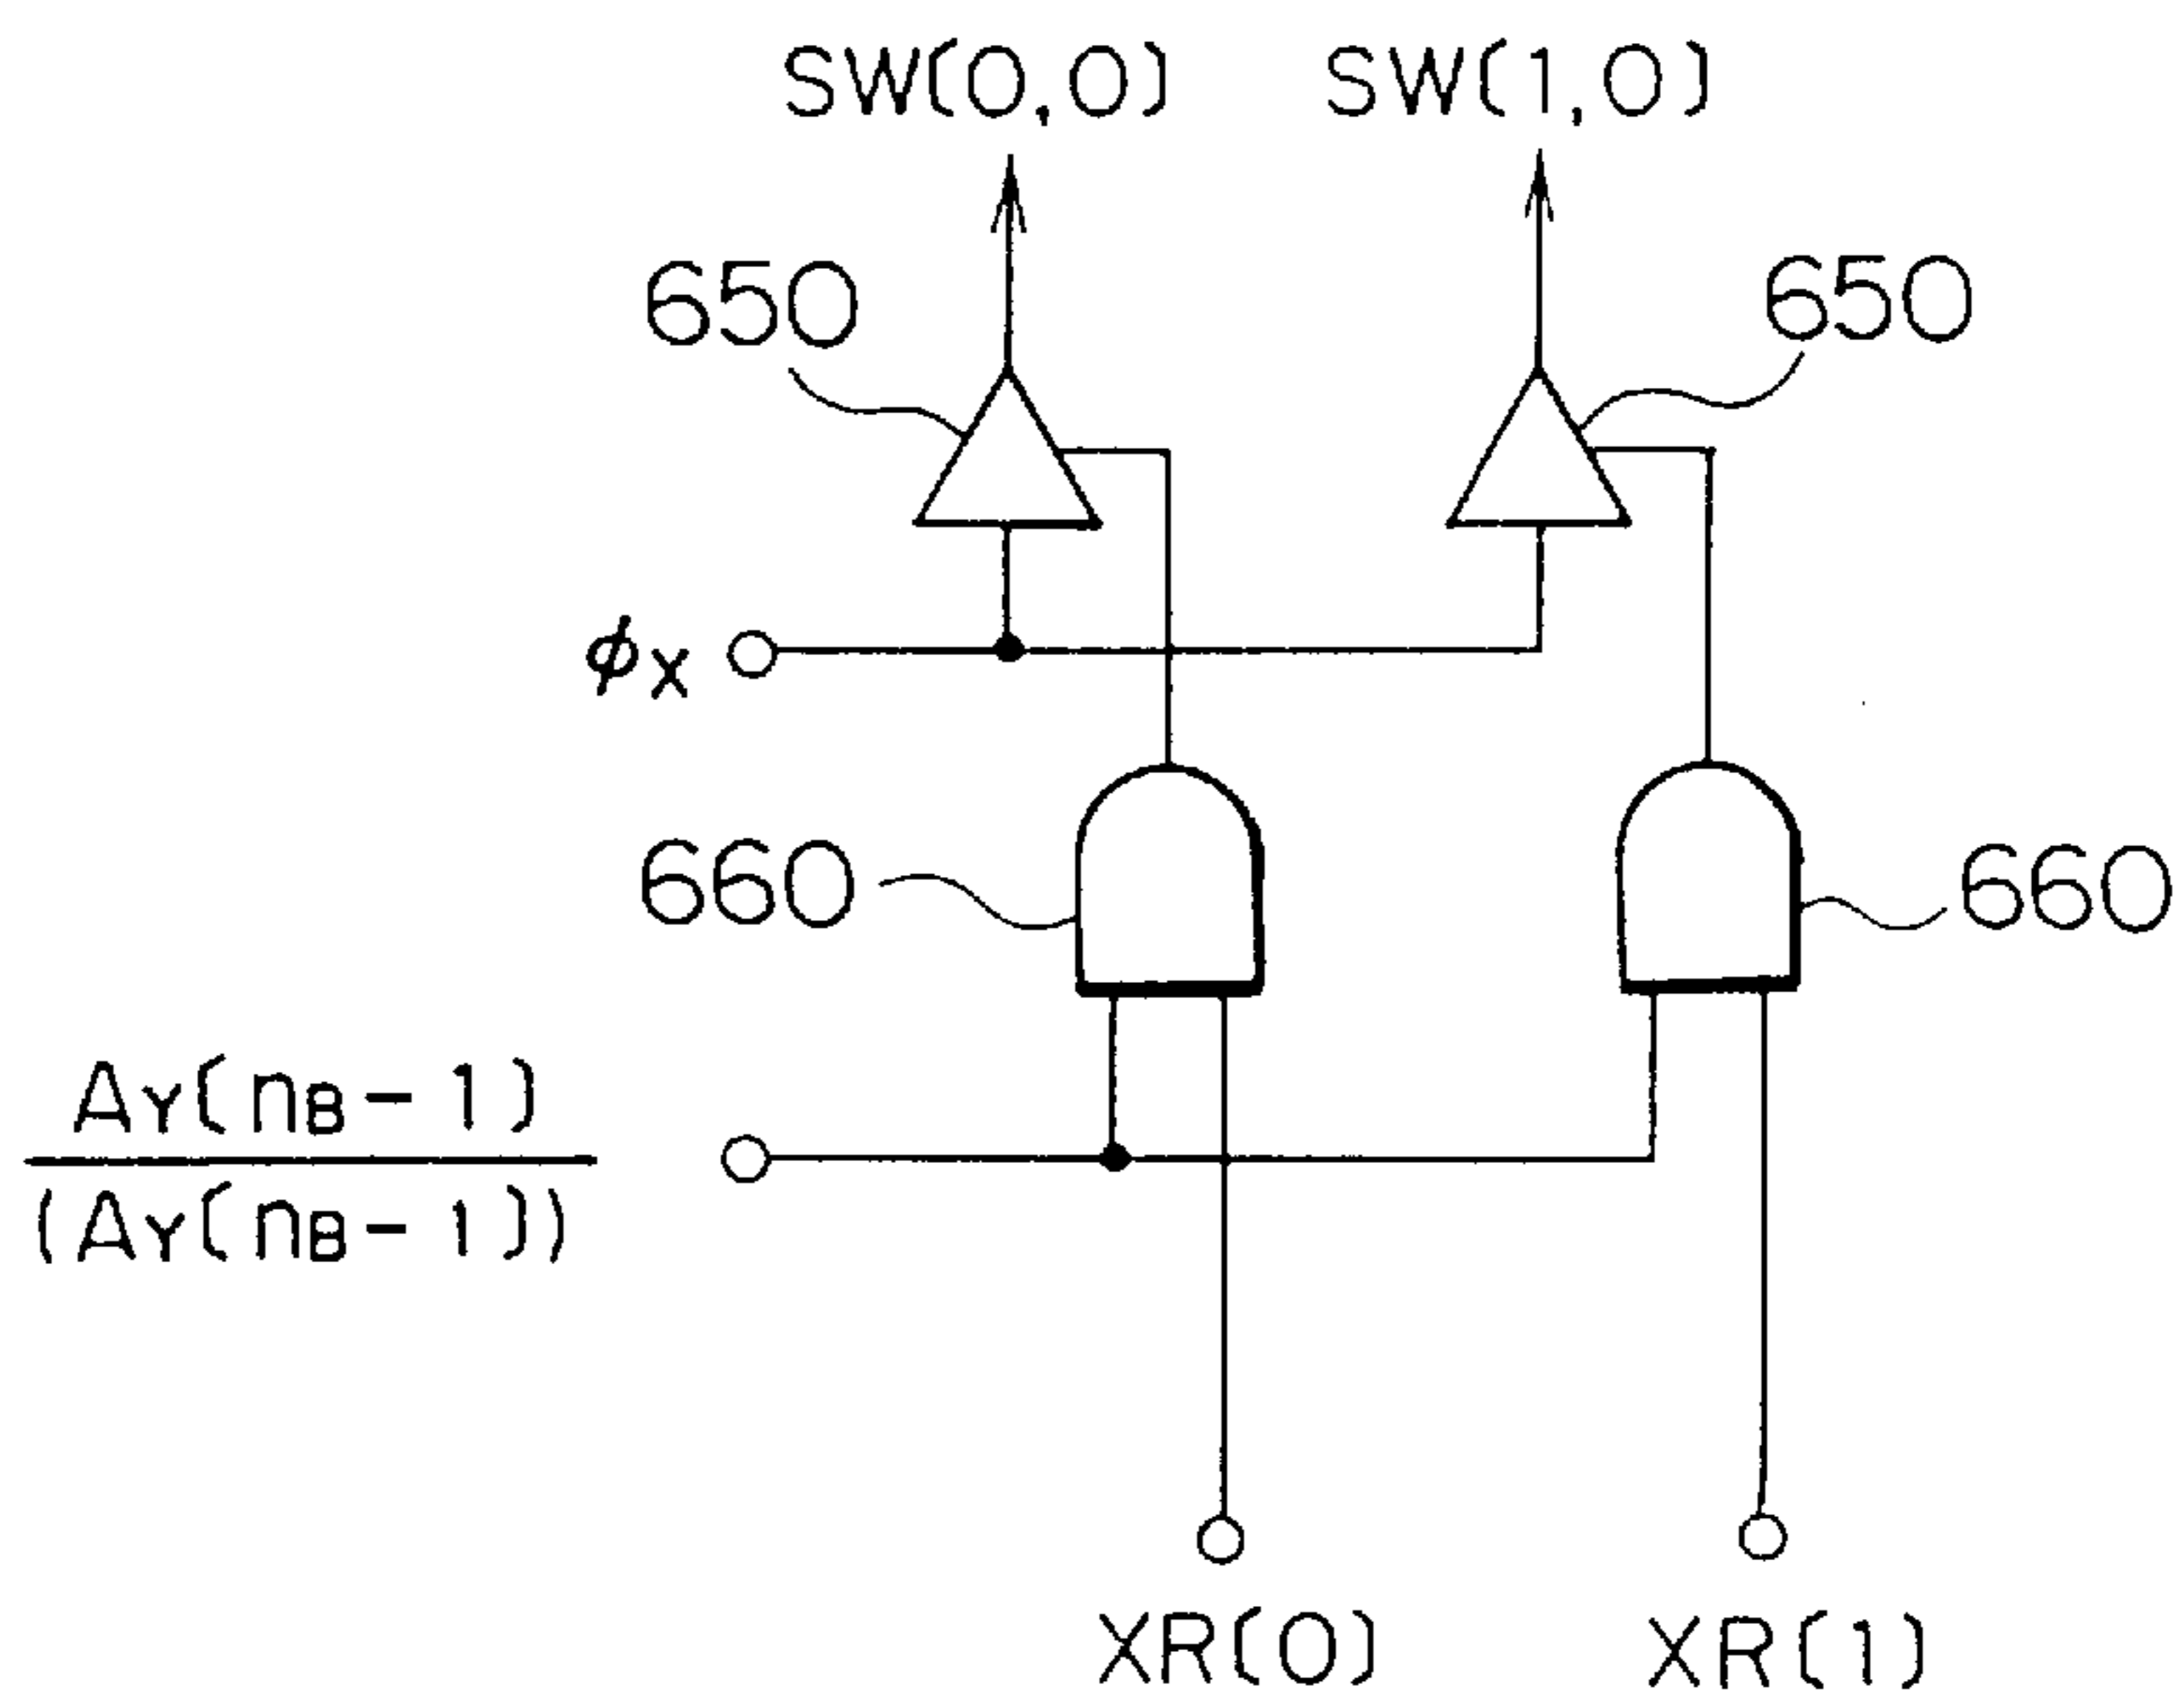 SW(0,0) SW(1,0)
650 650
φX
660 660
AY(nB-1)
(AY(nB-1))
XR(0) XR(1)